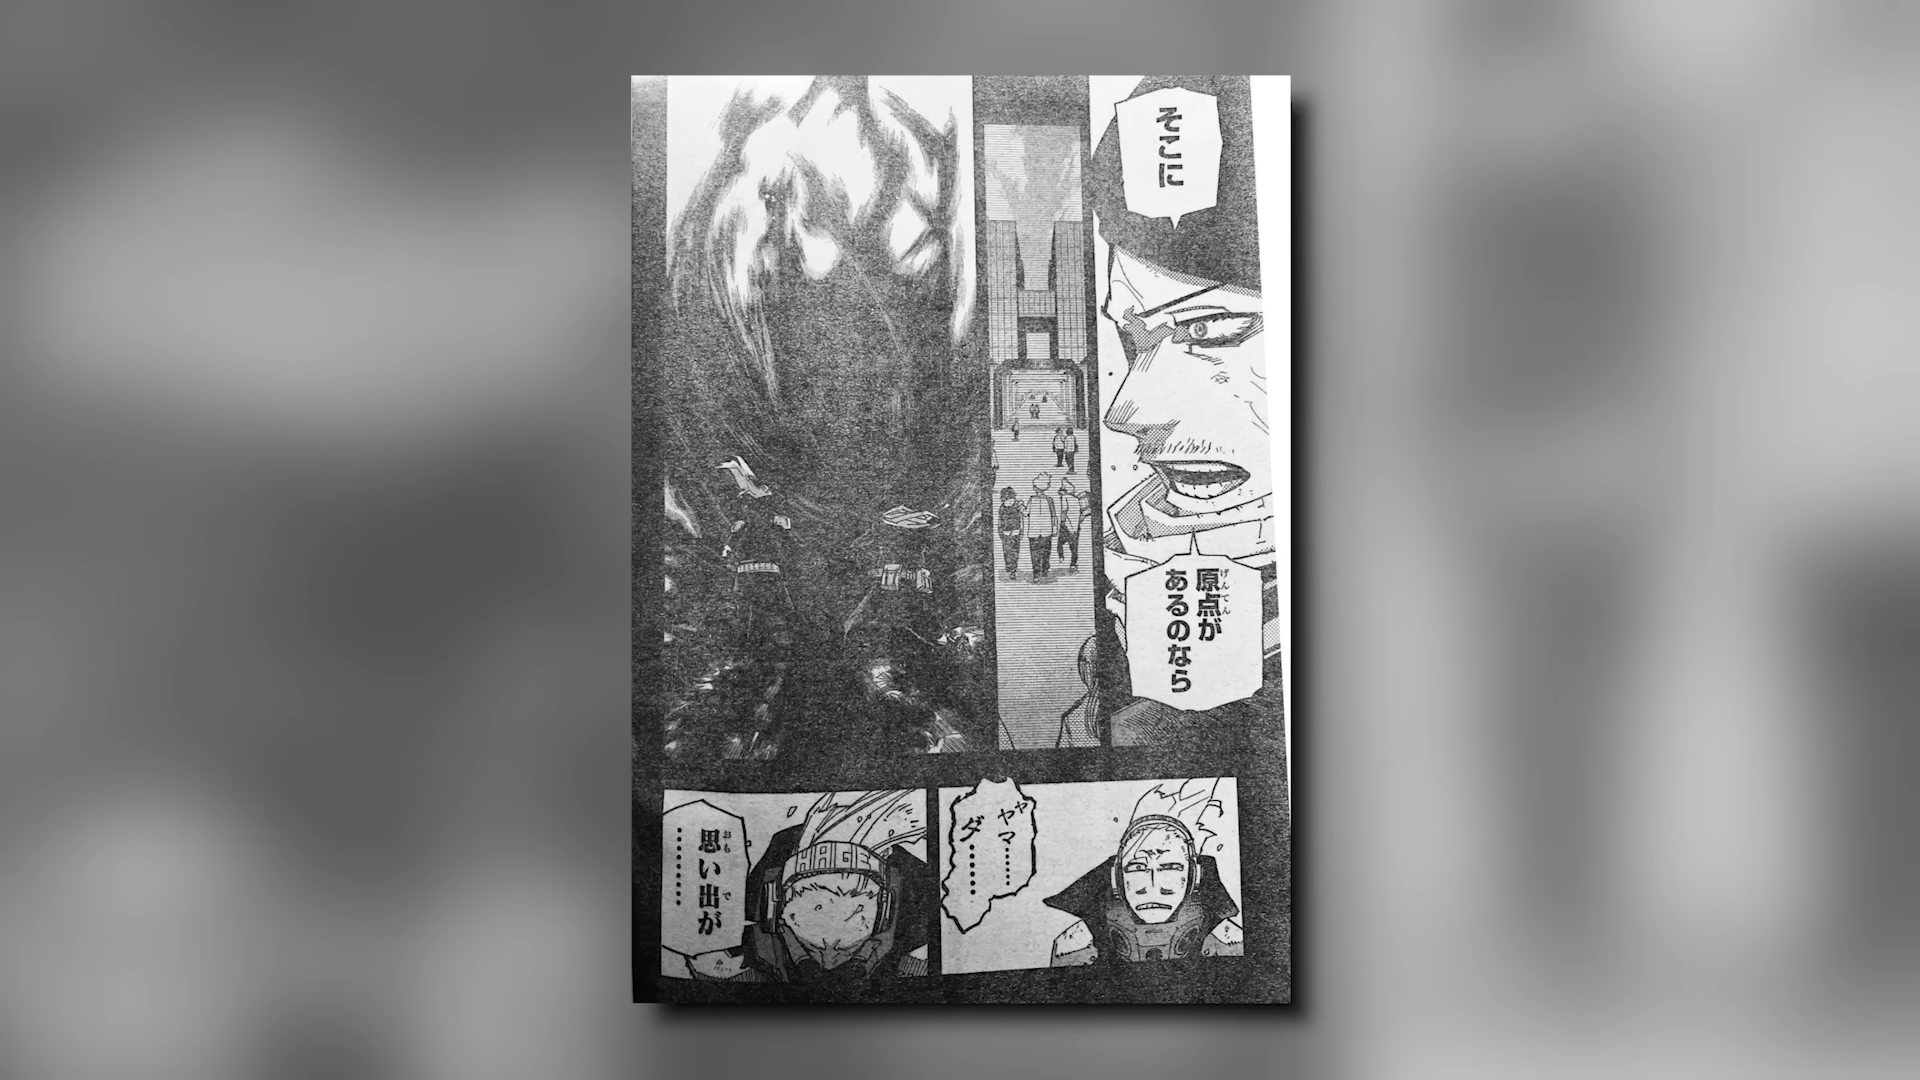 そこに
原点が
あるのなら
ヤヤマ……
ダ……
思い出が
………
HAGE